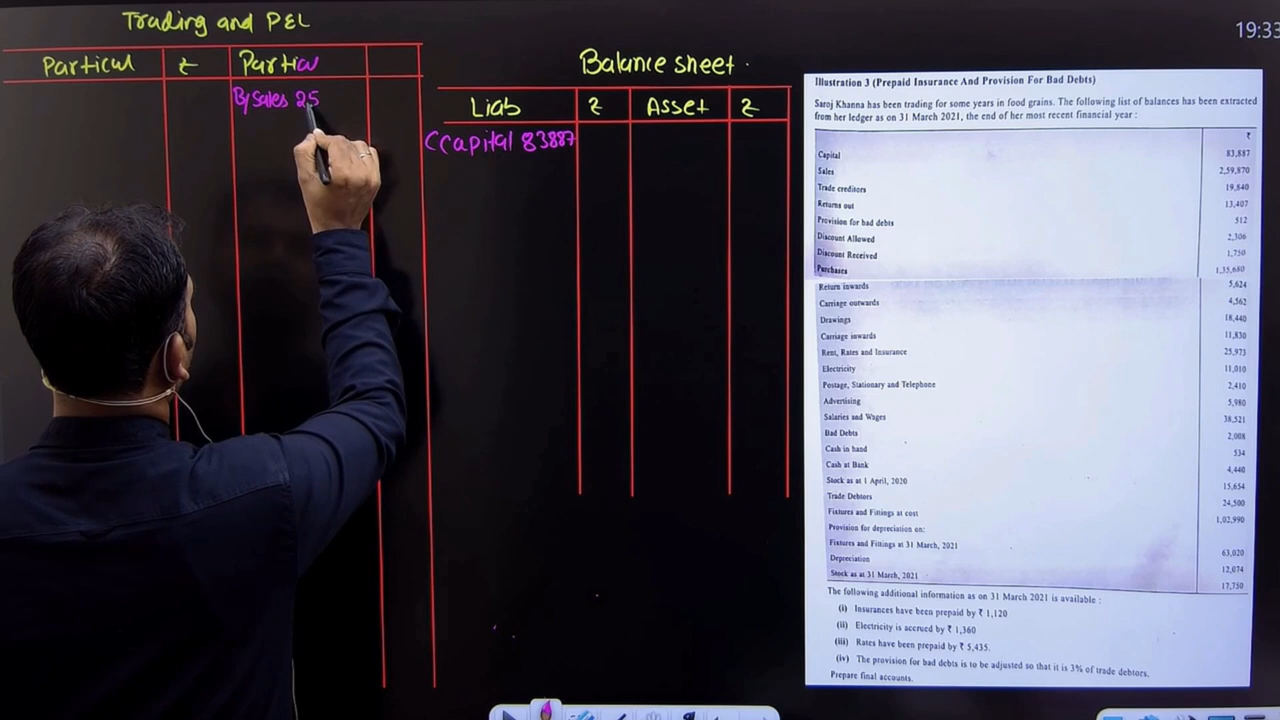 Trading and P&L
Particul ₹ Particu
By Sales 25
Balance sheet.
Liab ₹ Asset ₹
Capital 83887
19:33
Illustration 3 (Prepaid Insurance And Provision For Bad Debts)
Saroj Khanna has been trading for some years in food grains. The following list of balances has been extracted
from her ledger as on 31 March 2021, the end of her most recent financial year :
₹
Capital 83,887
Sales 2,59,870
Trade creditors 19,840
Returns out 13,407
Provision for bad debts 512
Discount Allowed 2,306
Discount Received 1,750
Purchases 1,35,680
Return inwards 5,624
Carriage outwards 4,562
Drawings 18,440
Carriage inwards 11,830
Rent, Rates and Insurance 25,973
Electricity 11,010
Postage, Stationary and Telephone 2,410
Advertising 5,980
Salaries and Wages 38,521
Bad Debts 2,008
Cash in hand 534
Cash at Bank 4,440
Stock as at 1 April, 2020 15,654
Trade Debtors 24,500
Fixtures and Fittings at cost 1,02,990
Provision for depreciation on:
Fixtures and Fittings at 31 March, 2021 63,020
Depreciation 12,074
Stock as at 31 March, 2021 17,750
The following additional information as on 31 March 2021 is available :
(i) Insurances have been prepaid by ₹ 1,120
(ii) Electricity is accrued by ₹ 1,360
(iii) Rates have been prepaid by ₹ 5,435.
(iv) The provision for bad debts is to be adjusted so that it is 3% of trade debtors.
Prepare final accounts.